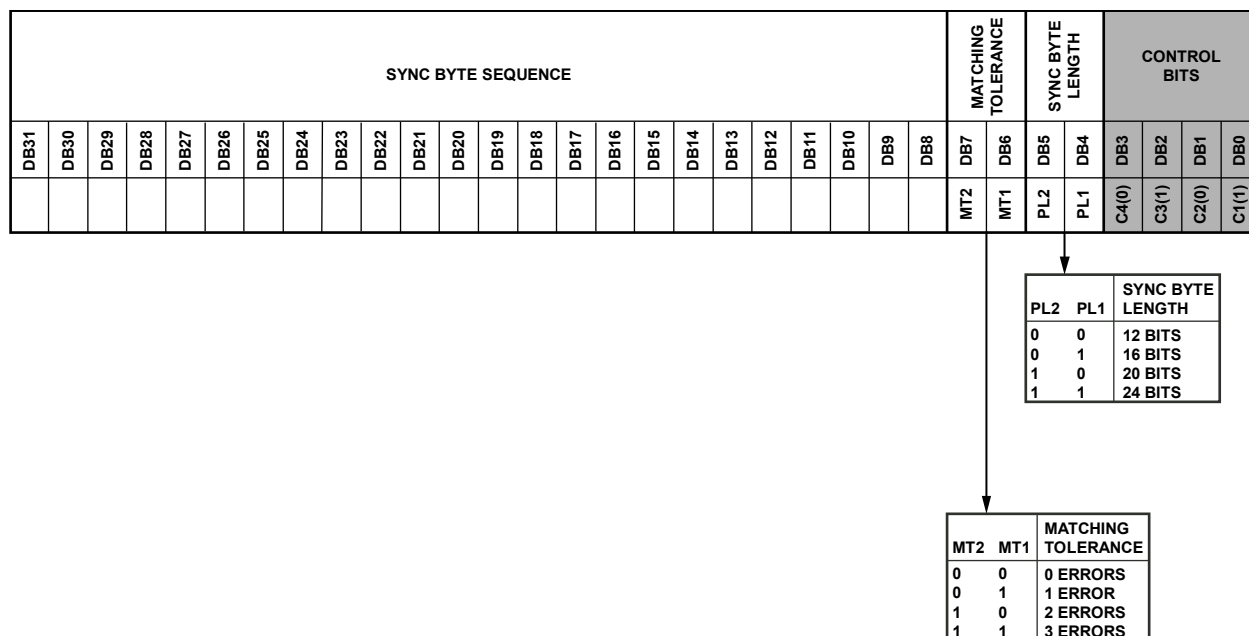 SYNC BYTE SEQUENCE
MATCHING
TOLERANCE
SYNC BYTE
LENGTH
CONTROL
BITS
DB31 DB30 DB29 DB28 DB27 DB26 DB25 DB24 DB23 DB22 DB21 DB20 DB19 DB18 DB17 DB16 DB15 DB14 DB13 DB12 DB11 DB10 DB9 DB8 DB7 DB6 DB5 DB4 DB3 DB2 DB1 DB0
MT2 MT1 PL2 PL1 C4(0) C3(1) C2(0) C1(1)
PL2 PL1 SYNC BYTE
LENGTH
0 0 12 BITS
0 1 16 BITS
1 0 20 BITS
1 1 24 BITS
MT2 MT1 MATCHING
TOLERANCE
0 0 0 ERRORS
0 1 1 ERROR
1 0 2 ERRORS
1 1 3 ERRORS